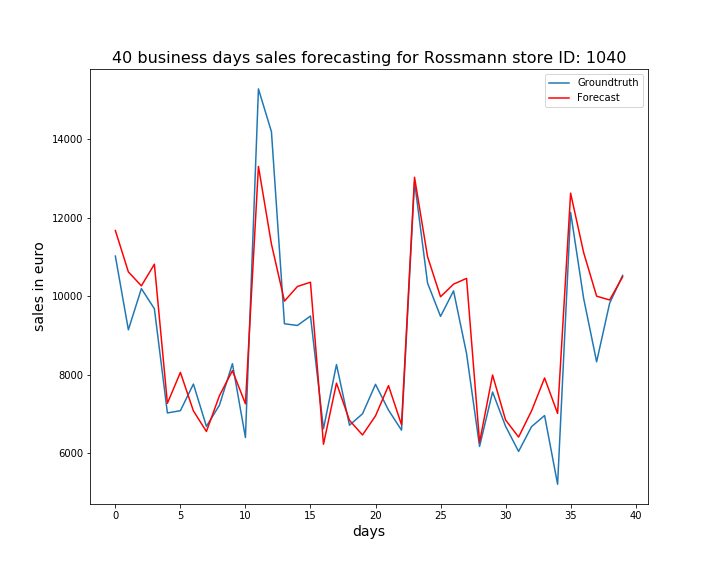 40 business days sales forecasting for Rossmann store ID: 1040
Groundtruth
Forecast
14000
12000
10000
8000
6000
sales in euro
0 5 10 15 20 25 30 35 40
days